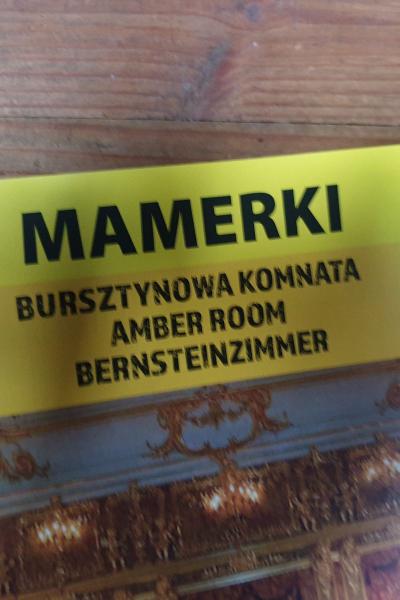 MAMERKI
BURSZTYNOWA KOMNATA
AMBER ROOM
BERNSTEINZIMMER